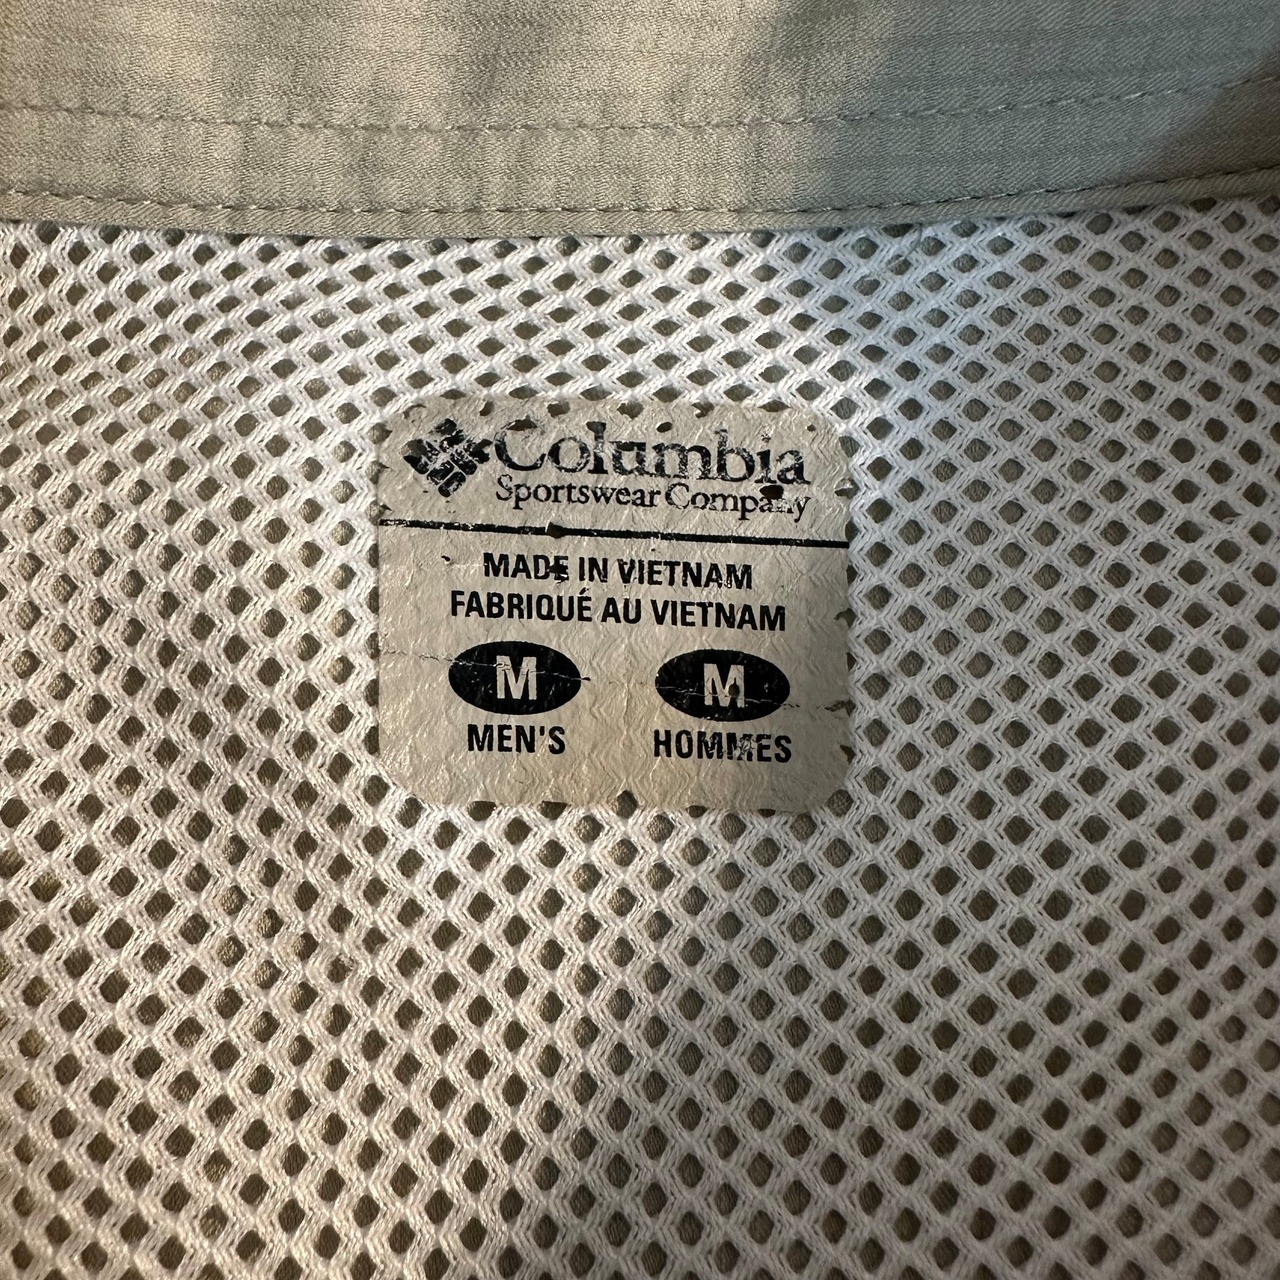 Columbia
Sportswear Company
MADE IN VIETNAM
FABRIQUÉ AU VIETNAM
M M
MEN'S HOMMES